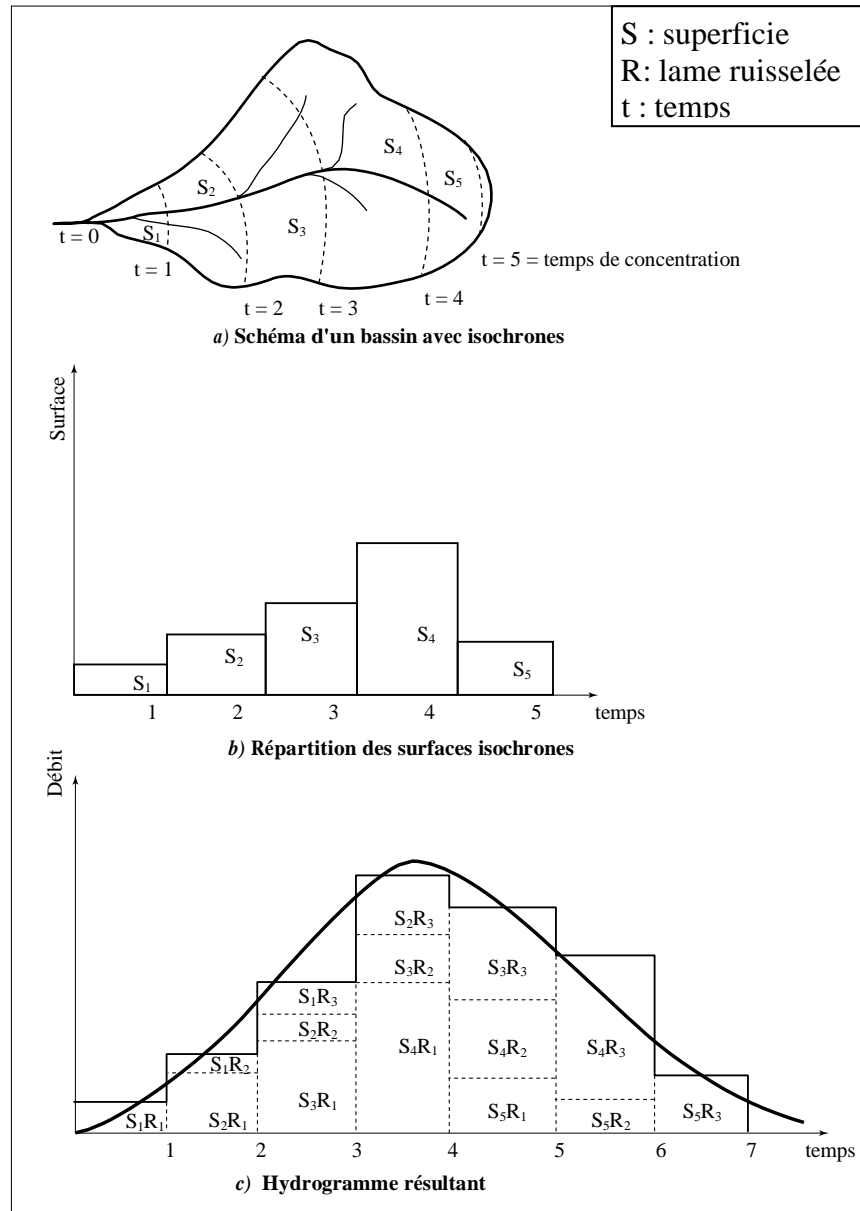 S : superficie
R: lame ruisselée
t : temps
S4
S5
S2
S3
S1
t = 0
t = 1
t = 5 = temps de concentration
t = 2
t = 3
t = 4
a) Schéma d'un bassin avec isochrones
Surface
S1
S2
S3
S4
S5
1 2 3 4 5 temps
b) Répartition des surfaces isochrones
Débit
S2R3
S3R2 S3R3
S1R3
S2R2
S1R2
S4R1 S4R2 S4R3
S3R1
S1R1 S2R1 S5R1 S5R2 S5R3
1 2 3 4 5 6 7 temps
c) Hydrogramme résultant